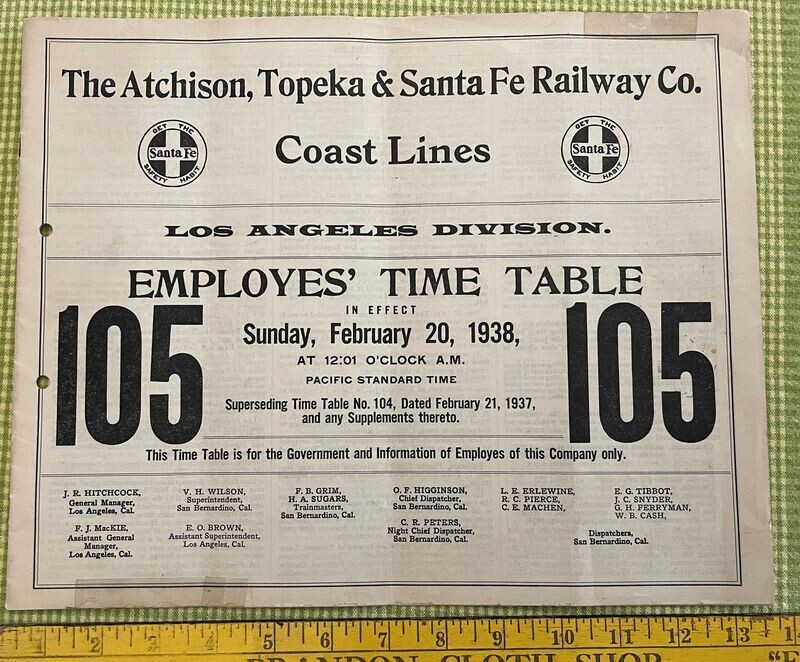 The Atchison, Topeka & Santa Fe Railway Co.
GET THE
Santa Fe
SAFETY HABIT
Coast Lines
GET THE
Santa Fe
SAFETY HABIT
LOS ANGELES DIVISION.
EMPLOYES' TIME TABLE
105
IN EFFECT
Sunday, February 20, 1938,
AT 12:01 O'CLOCK A.M.
PACIFIC STANDARD TIME
Superseding Time Table No. 104, Dated February 21, 1937,
and any Supplements thereto.
105
This Time Table is for the Government and Information of Employes of this Company only.
J. R. HITCHCOCK,
General Manager,
Los Angeles, Cal.
F. J. MacKIE,
Assistant General
Manager,
Los Angeles, Cal.
V. H. WILSON,
Superintendent,
San Bernardino, Cal.
E. O. BROWN,
Assistant Superintendent,
Los Angeles, Cal.
F. B. GRIM,
H. A. SUGARS,
Trainmasters,
San Bernardino, Cal.
O. F. HIGGINSON,
Chief Dispatcher,
San Bernardino, Cal.
C. R. PETERS,
Night Chief Dispatcher,
San Bernardino, Cal.
L. E. ERLEWINE,
R. C. PIERCE,
C. E. MACHEN,
E. G. TIBBOT,
J. C. SNYDER,
G. H. FERRYMAN,
W. B. CASH,
Dispatchers,
San Bernardino, Cal.
1 2 3 4 5 6 7 8 9 10 11 12 13 1
BRANDON CLOTH SHOP "E